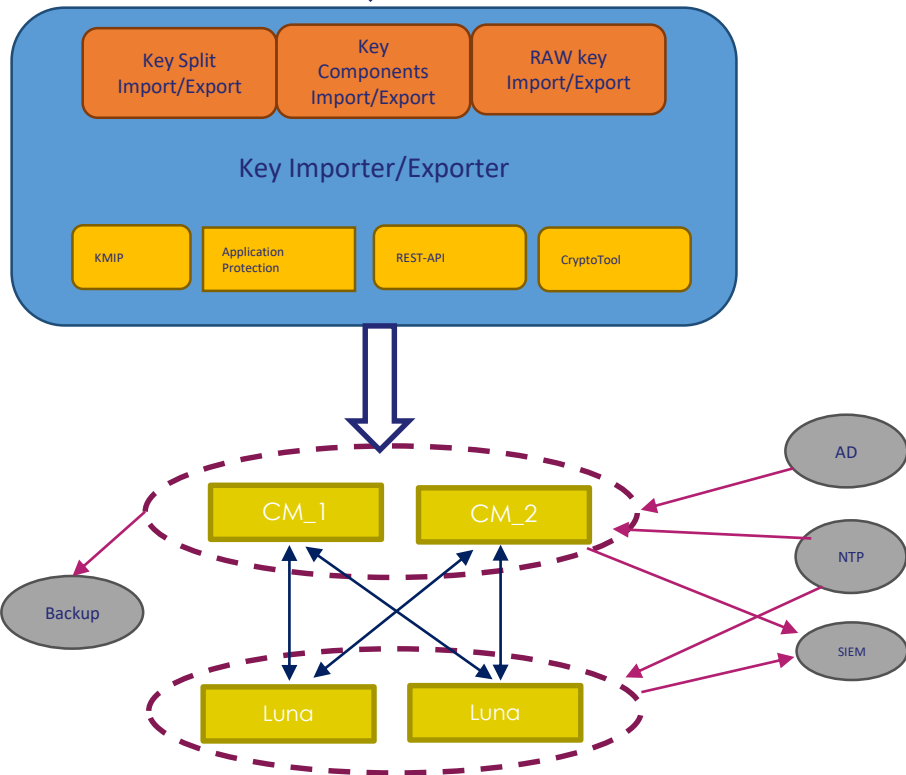 Key Split
Import/Export
Key
Components
Import/Export
RAW key
Import/Export
Key Importer/Exporter
KMIP
Application
Protection
REST-API
CryptoTool
AD
CM_1
CM_2
NTP
Backup
SIEM
Luna
Luna